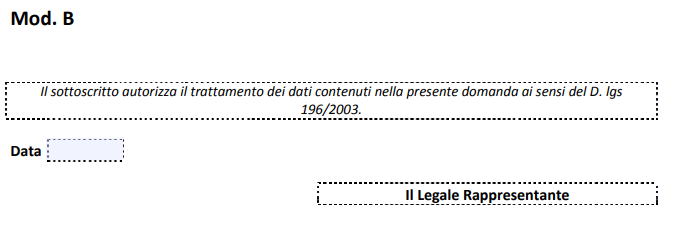 Mod. B
Il sottoscritto autorizza il trattamento dei dati contenuti nella presente domanda ai sensi del D. lgs
196/2003.
Data
Il Legale Rappresentante